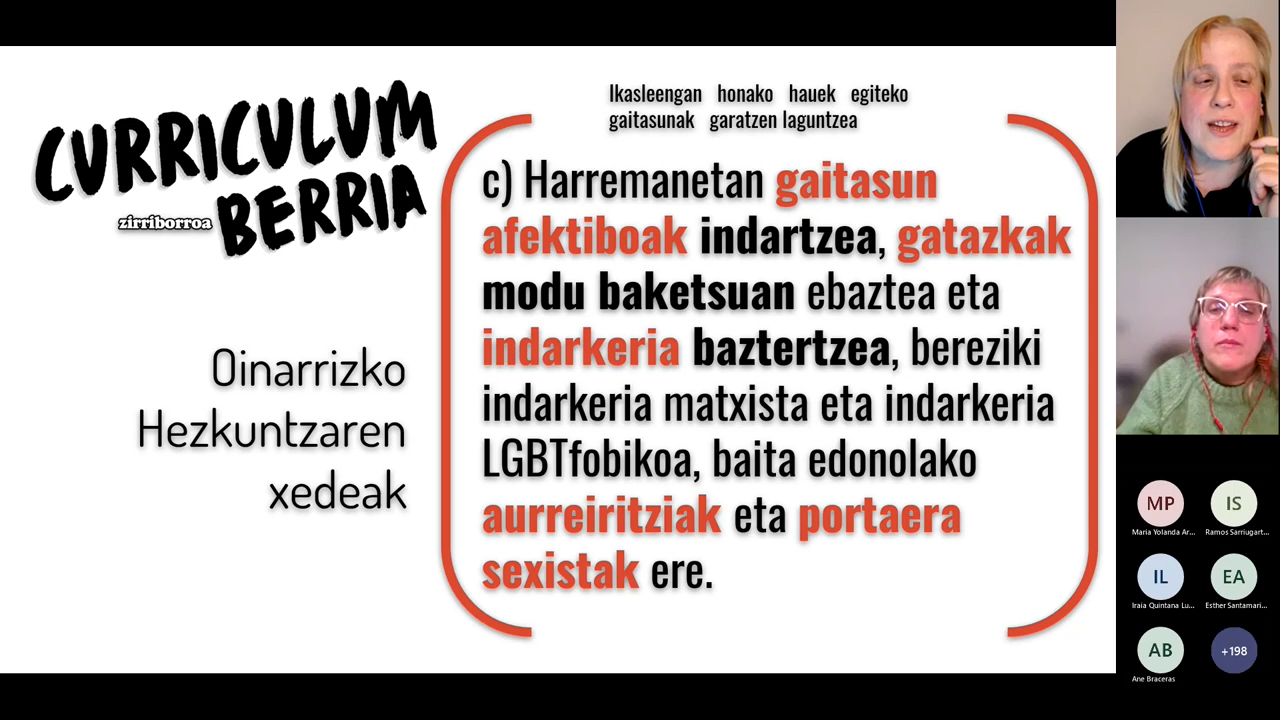 CURRICULUM
BERRIA
zirriborroa
Oinarrizko
Hezkuntzaren
xedeak
Ikasleengan honako hauek egiteko
gaitasunak garatzen laguntzea
c) Harremanetan gaitasun
afektiboak indartzea, gatazkak
modu baketsuan ebaztea eta
indarkeria baztertzea, bereziki
indarkeria matxista eta indarkeria
LGBTfobikoa, baita edonolako
aurreiritziak eta portaera
sexistak ere.
MP
Maria Yolanda Ar...
IS
Ramos Sarriugart...
IL
Iraia Quintana Lu...
EA
Esther Santamari...
AB
Ane Braceras
+198